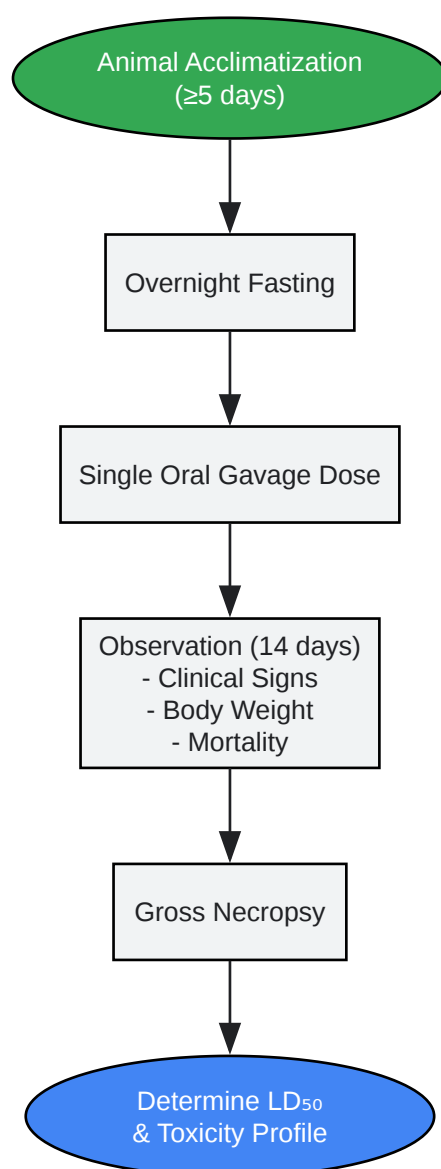 Animal Acclimatization
(≥5 days)
Overnight Fasting
Single Oral Gavage Dose
Observation (14 days)
- Clinical Signs
- Body Weight
- Mortality
Gross Necropsy
Determine LD₅₀
& Toxicity Profile